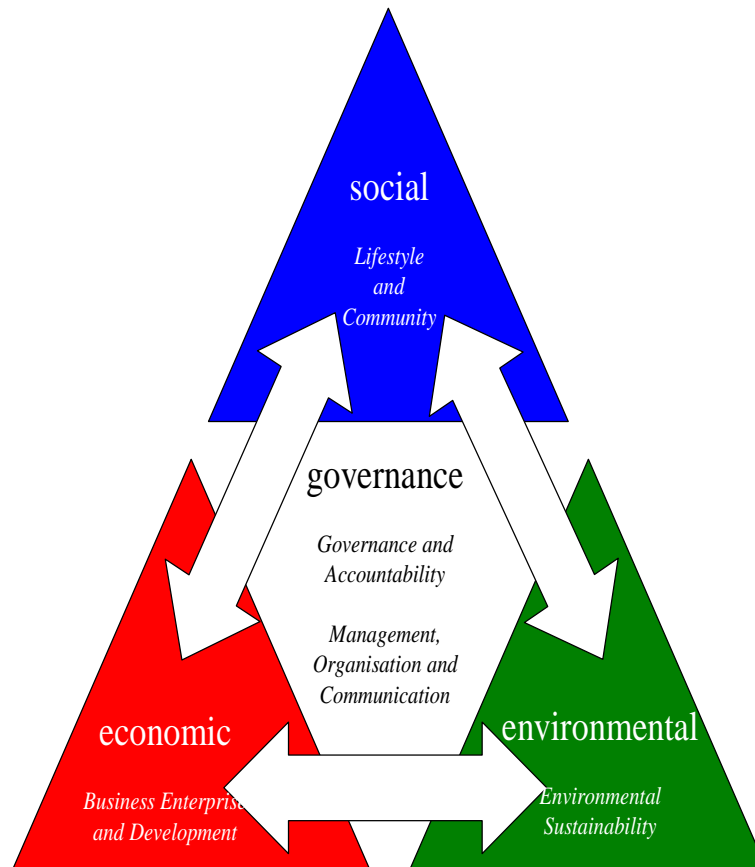 social
Lifestyle
and
Community
governance
Governance and
Accountability
Management,
Organisation and
Communication
economic
Business Enterprise
and Development
environmental
Environmental
Sustainability